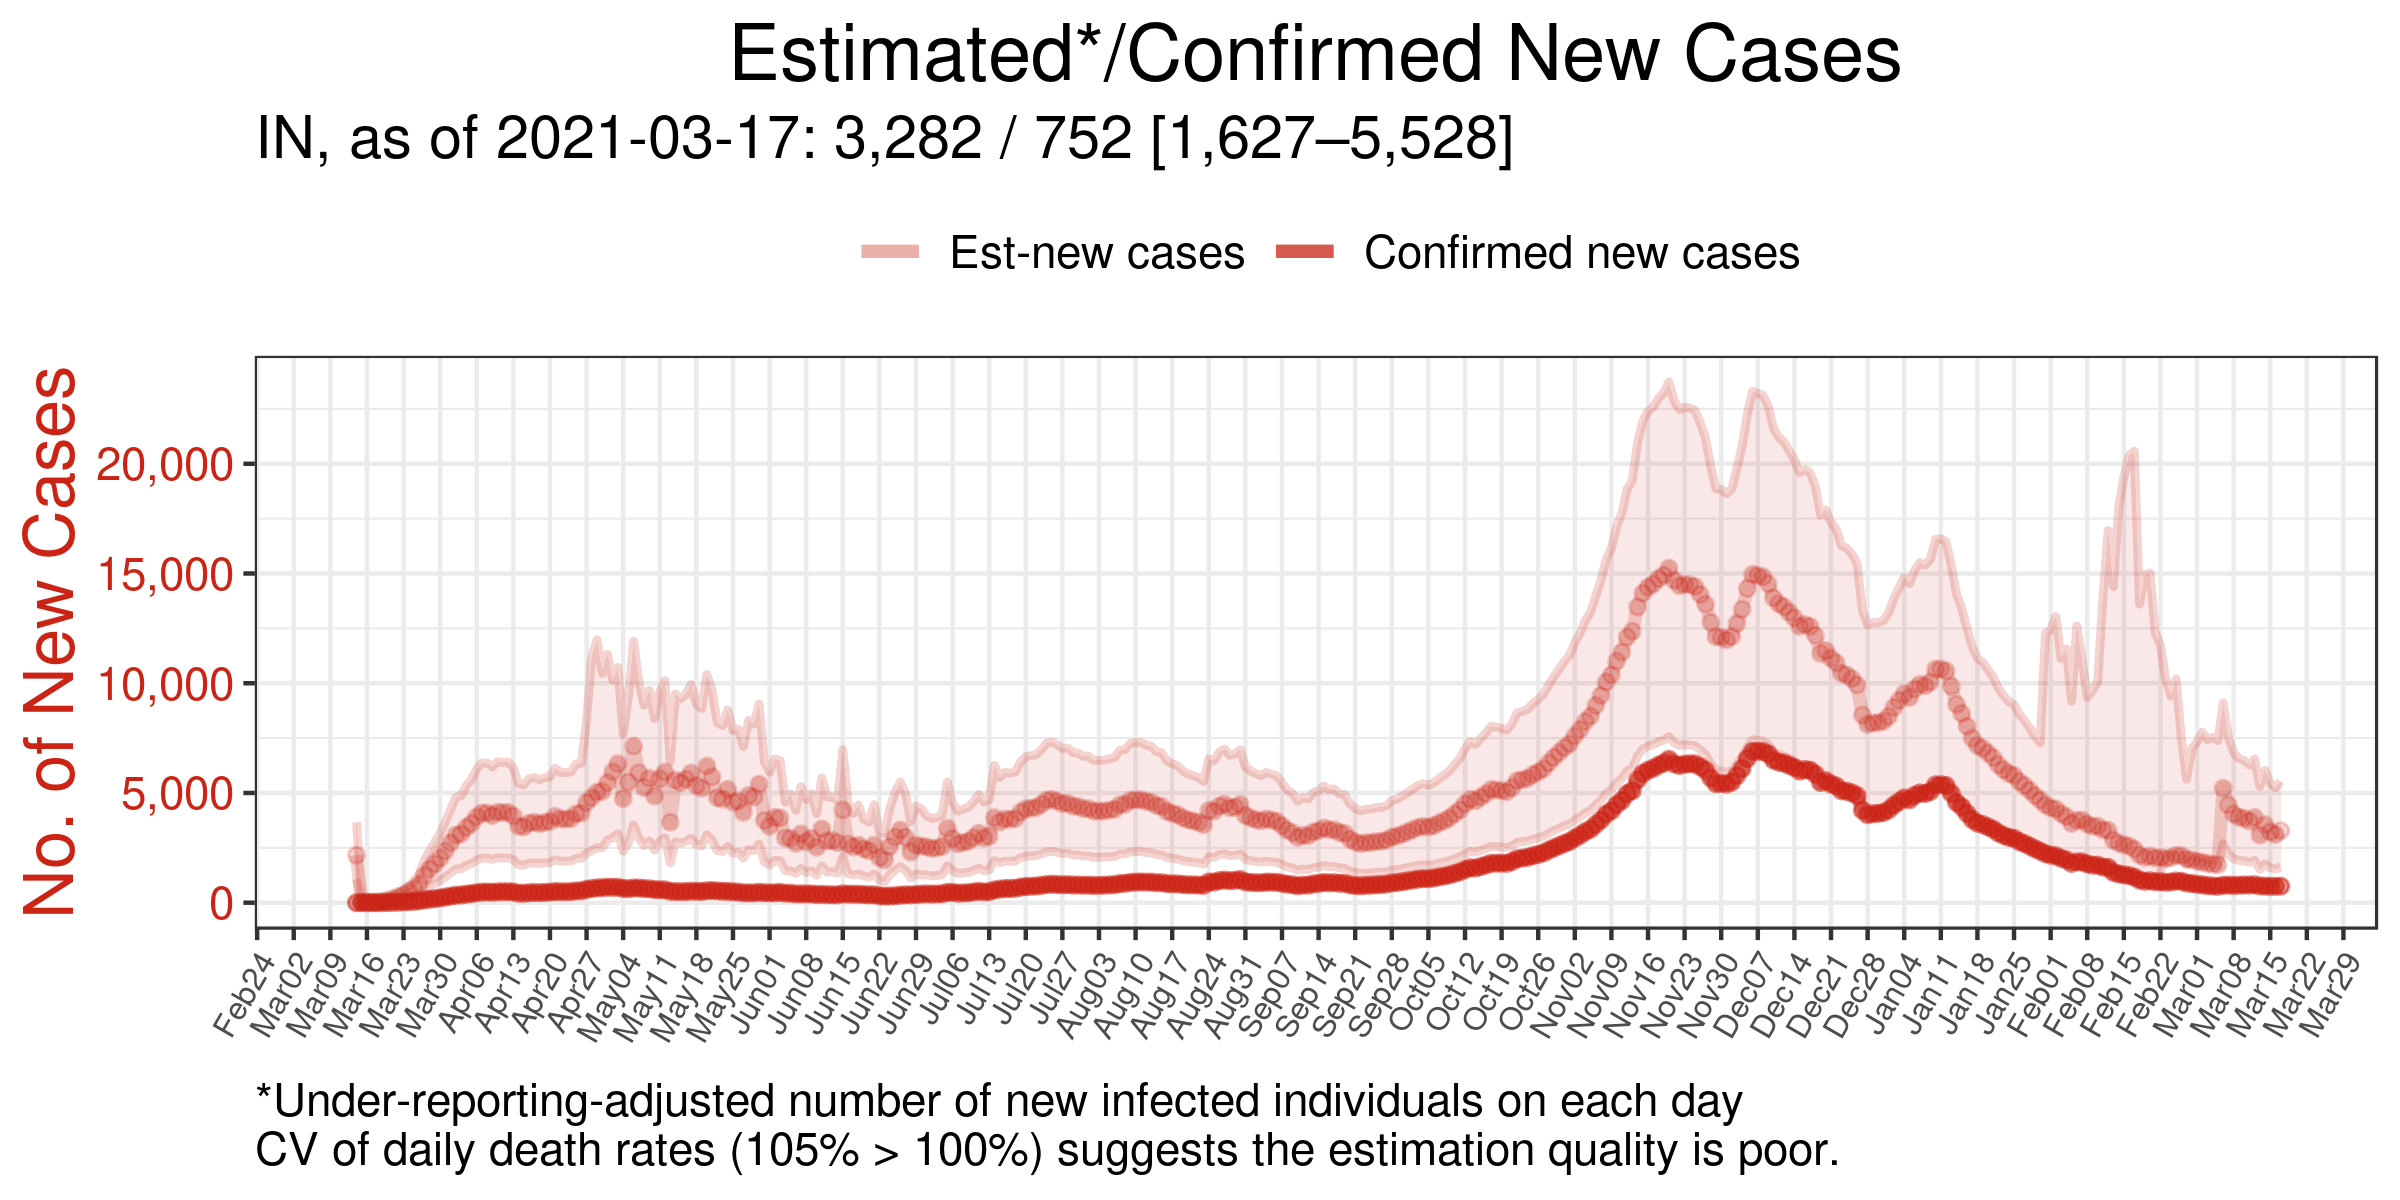 Estimated*/Confirmed New Cases
IN, as of 2021-03-17: 3,282 / 752 [1,627–5,528]
Est-new cases
Confirmed new cases
No. of New Cases
20,000
15,000
10,000
5,000
0
Feb24
Mar02
Mar09
Mar16
Mar23
Mar30
Apr06
Apr13
Apr20
Apr27
May04
May11
May18
May25
Jun01
Jun08
Jun15
Jun22
Jun29
Jul06
Jul13
Jul20
Jul27
Aug03
Aug10
Aug17
Aug24
Aug31
Sep07
Sep14
Sep21
Sep28
Oct05
Oct12
Oct19
Oct26
Nov02
Nov09
Nov16
Nov23
Nov30
Dec07
Dec14
Dec21
Dec28
Jan04
Jan11
Jan18
Jan25
Feb01
Feb08
Feb15
Feb22
Mar01
Mar08
Mar15
Mar22
Mar29
*Under-reporting-adjusted number of new infected individuals on each day
CV of daily death rates (105% > 100%) suggests the estimation quality is poor.